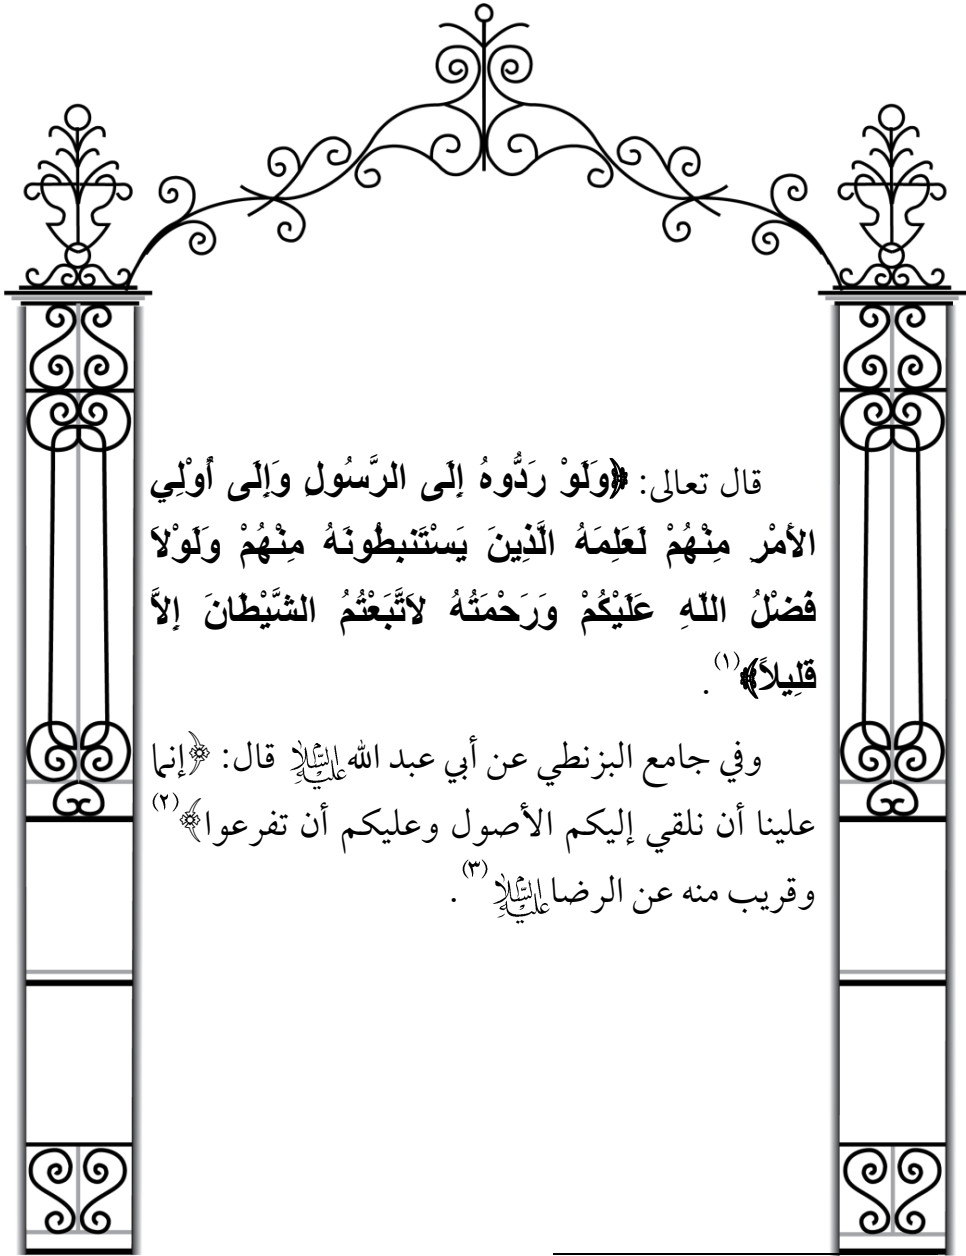 قال تعالى: ﴿وَلَوْ رَدُّوهُ إِلَى الرَّسُولِ وَإِلَى أُوْلِي
الأَمْرِ مِنْهُمْ لَعَلِمَهُ الَّذِينَ يَسْتَنبِطُونَهُ مِنْهُمْ وَلَوْلاَ
فَضْلُ اللّهِ عَلَيْكُمْ وَرَحْمَتُهُ لاَتَّبَعْتُمُ الشَّيْطَانَ إِلاَّ
قَلِيلاً﴾(١).
وفي جامع البزنطي عن أبي عبد الله عليه السلام قال: ﴿إنما
علينا أن نلقي إليكم الأصول وعليكم أن تفرعوا﴾(٢)
وقريب منه عن الرضا عليه السلام(٣).